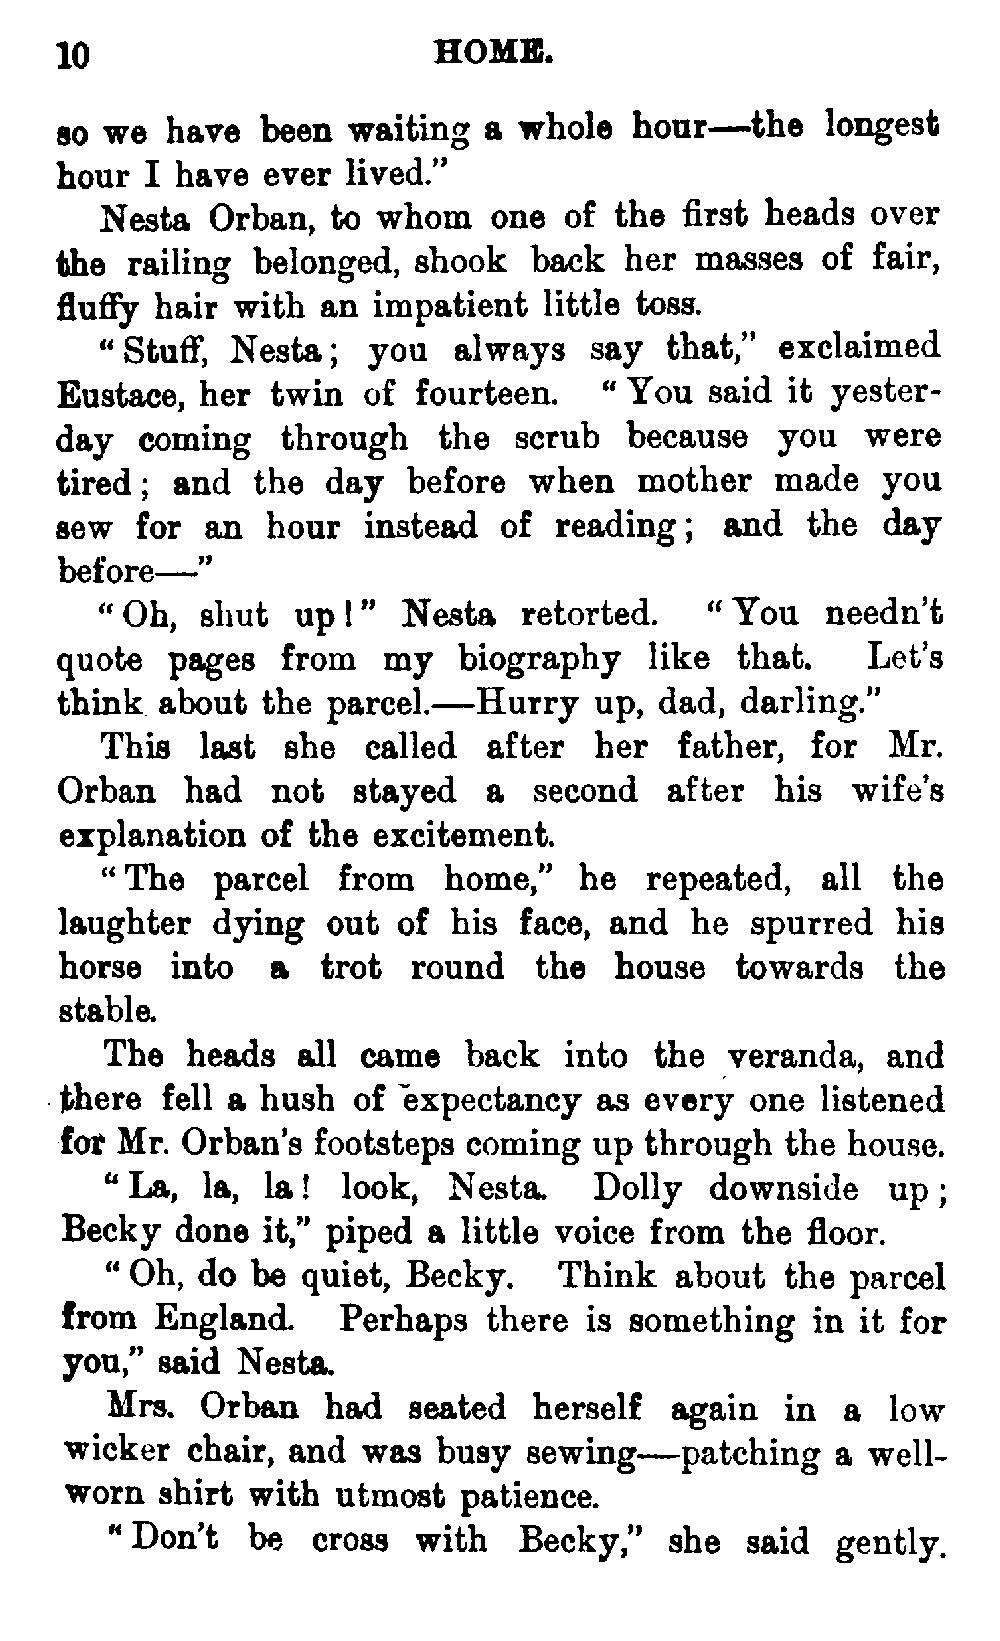 10 HOME.
so we have been waiting a whole hour—the longest
hour I have ever lived."
Nesta Orban, to whom one of the first heads over
the railing belonged, shook back her masses of fair,
fluffy hair with an impatient little toss.
"Stuff, Nesta; you always say that," exclaimed
Eustace, her twin of fourteen. "You said it yester-
day coming through the scrub because you were
tired; and the day before when mother made you
sew for an hour instead of reading; and the day
before—"
"Oh, shut up!" Nesta retorted. "You needn't
quote pages from my biography like that. Let's
think about the parcel.—Hurry up, dad, darling."
This last she called after her father, for Mr.
Orban had not stayed a second after his wife's
explanation of the excitement.
"The parcel from home," he repeated, all the
laughter dying out of his face, and he spurred his
horse into a trot round the house towards the
stable.
The heads all came back into the veranda, and
there fell a hush of expectancy as every one listened
for Mr. Orban's footsteps coming up through the house.
"La, la, la! look, Nesta. Dolly downside up;
Becky done it," piped a little voice from the floor.
"Oh, do be quiet, Becky. Think about the parcel
from England. Perhaps there is something in it for
you," said Nesta.
Mrs. Orban had seated herself again in a low
wicker chair, and was busy sewing—patching a well-
worn shirt with utmost patience.
"Don't be cross with Becky," she said gently.